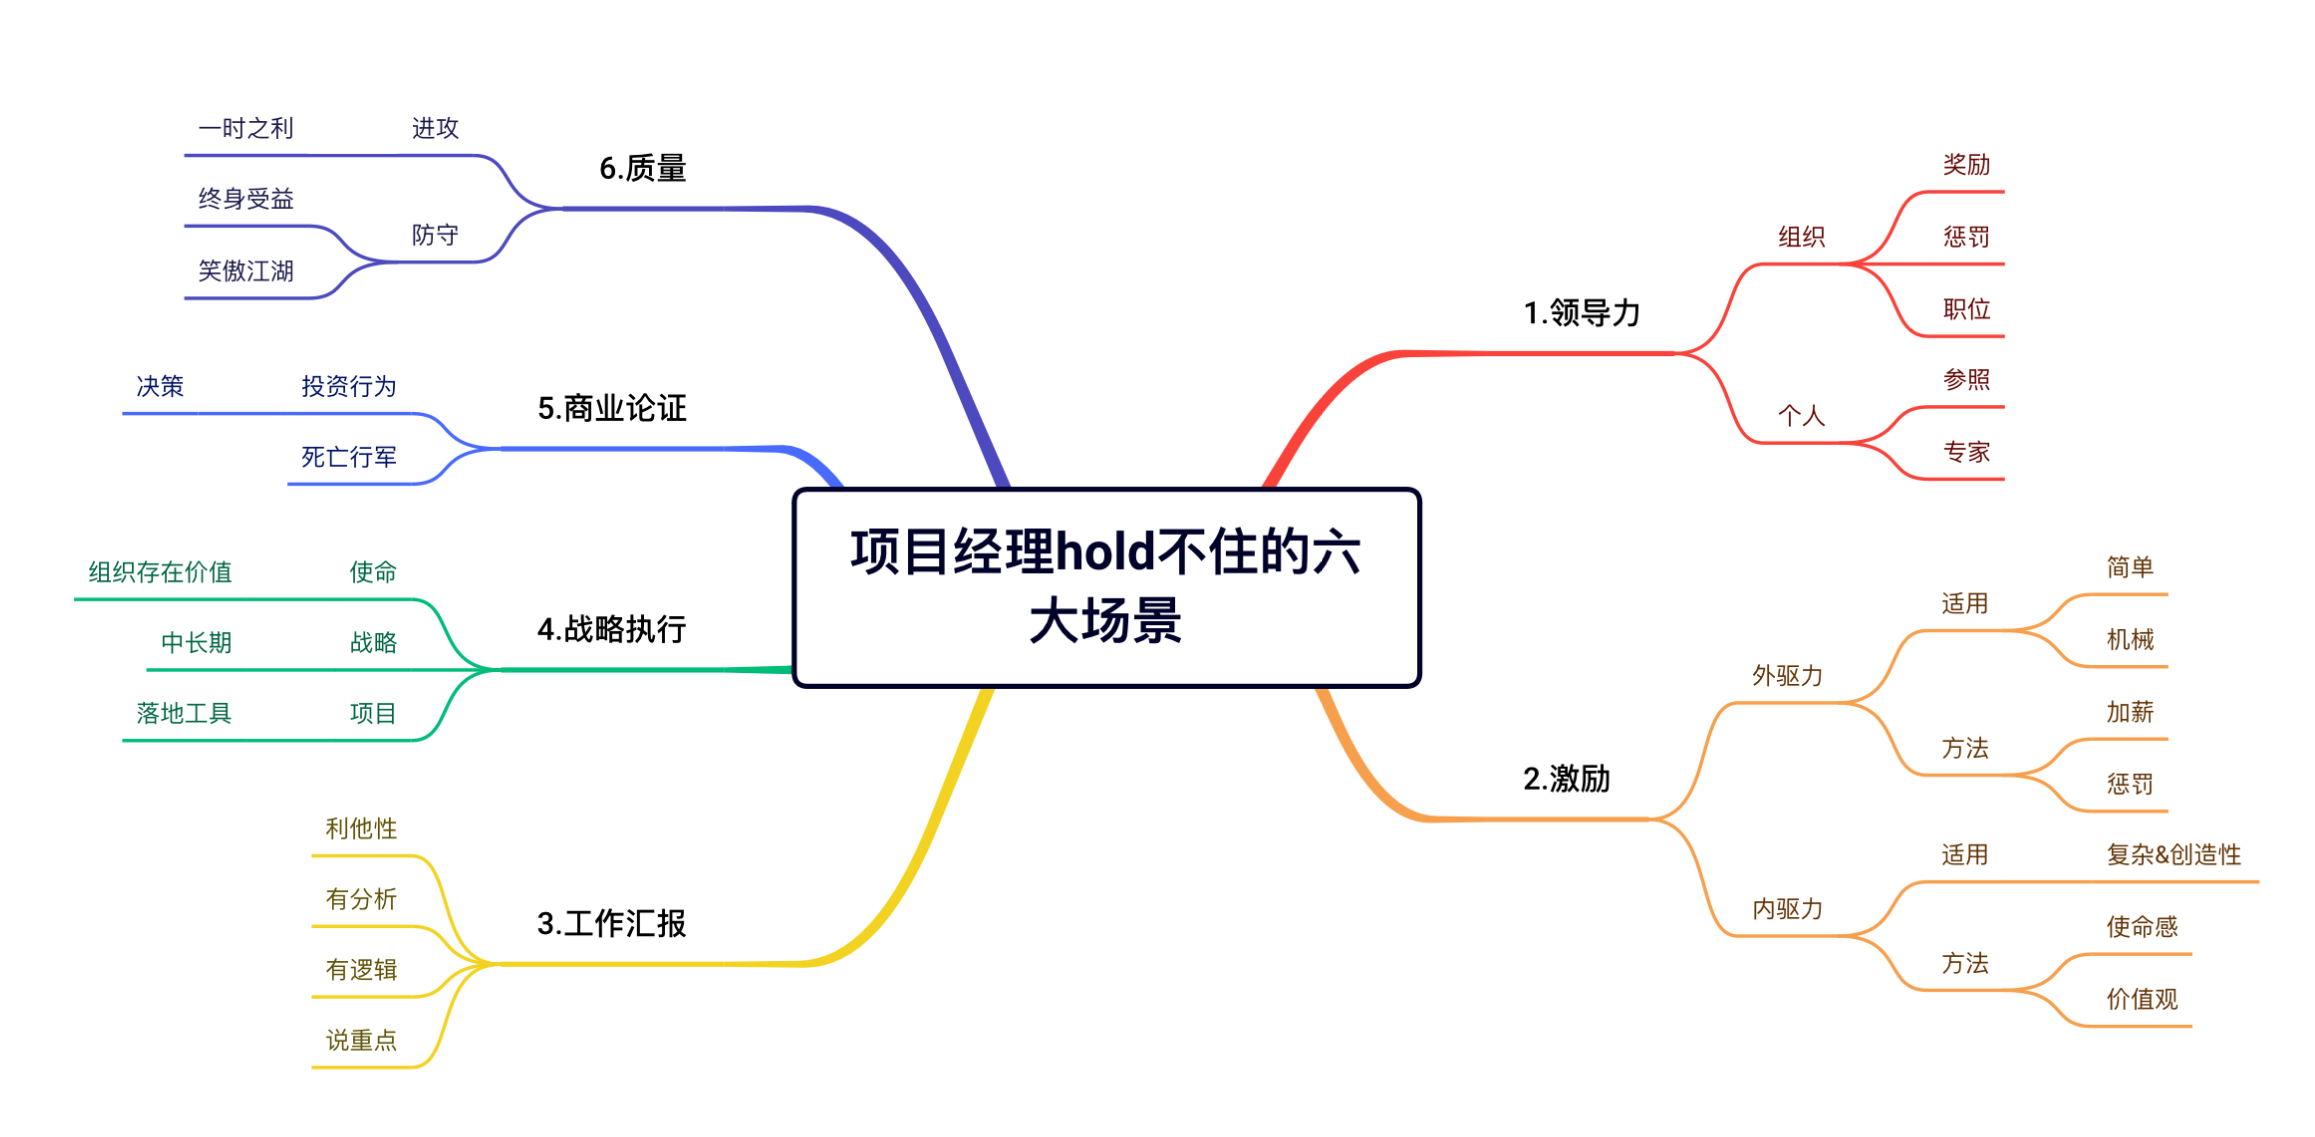 项目经理hold不住的六
大场景
1.领导力
组织
奖励
惩罚
职位
个人
参照
专家
2.激励
外驱力
适用
简单
机械
方法
加薪
惩罚
内驱力
适用
复杂&创造性
方法
使命感
价值观
3.工作汇报
利他性
有分析
有逻辑
说重点
4.战略执行
使命
组织存在价值
战略
中长期
项目
落地工具
5.商业论证
投资行为
决策
死亡行军
6.质量
进攻
一时之利
防守
终身受益
笑傲江湖